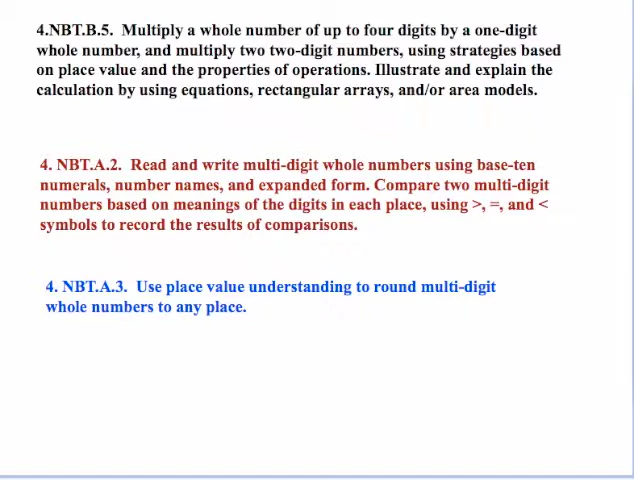 4.NBT.B.5.  Multiply a whole number of up to four digits by a one-digit
whole number, and multiply two two-digit numbers, using strategies based
on place value and the properties of operations. Illustrate and explain the
calculation by using equations, rectangular arrays, and/or area models.
4. NBT.A.2.  Read and write multi-digit whole numbers using base-ten
numerals, number names, and expanded form. Compare two multi-digit
numbers based on meanings of the digits in each place, using >, =, and <
symbols to record the results of comparisons.
4. NBT.A.3.  Use place value understanding to round multi-digit
whole numbers to any place.